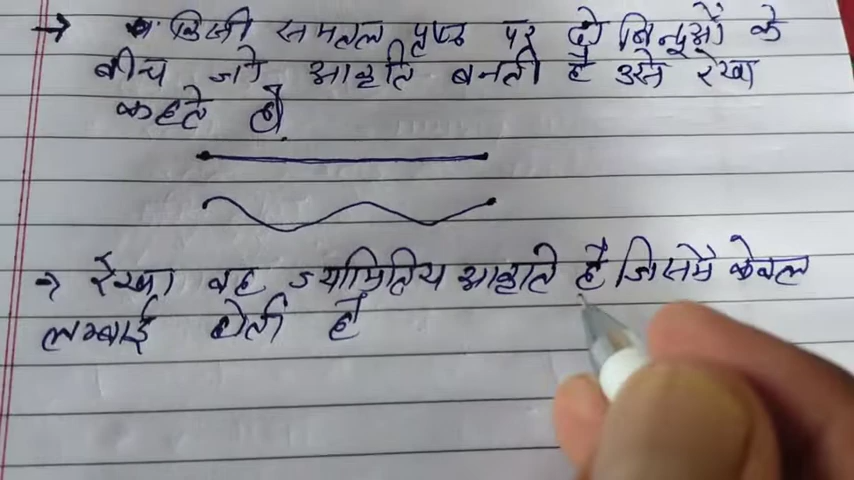 → किसी समतल पृष्ठ पर दो बिन्दुओं के
बीच जो आकृति बनती है उसे रेखा
कहते है।
→ रेखा वह ज्यामितिय आकृति है जिसमें केवल
लम्बाई होती है